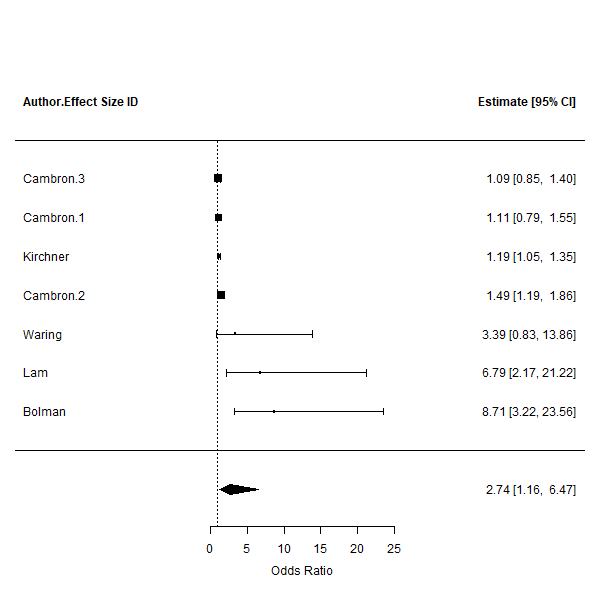 Author.Effect Size ID Estimate [95% CI]
Cambron.3 1.09 [0.85, 1.40]
Cambron.1 1.11 [0.79, 1.55]
Kirchner 1.19 [1.05, 1.35]
Cambron.2 1.49 [1.19, 1.86]
Waring 3.39 [0.83, 13.86]
Lam 6.79 [2.17, 21.22]
Bolman 8.71 [3.22, 23.56]
2.74 [1.16, 6.47]
0 5 10 15 20 25
Odds Ratio